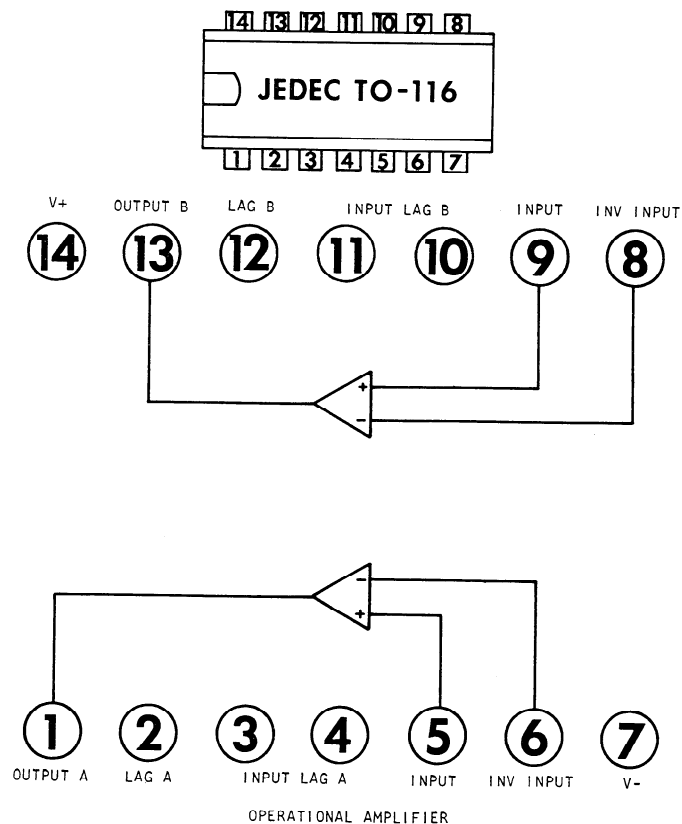 14 13 12 11 10 9 8
JEDEC TO-116
1 2 3 4 5 6 7
V+ OUTPUT B LAG B INPUT LAG B INPUT INV INPUT
14 13 12 11 10 9 8
+
−
−
+
1 2 3 4 5 6 7
OUTPUT A LAG A INPUT LAG A INPUT INV INPUT V-
OPERATIONAL AMPLIFIER